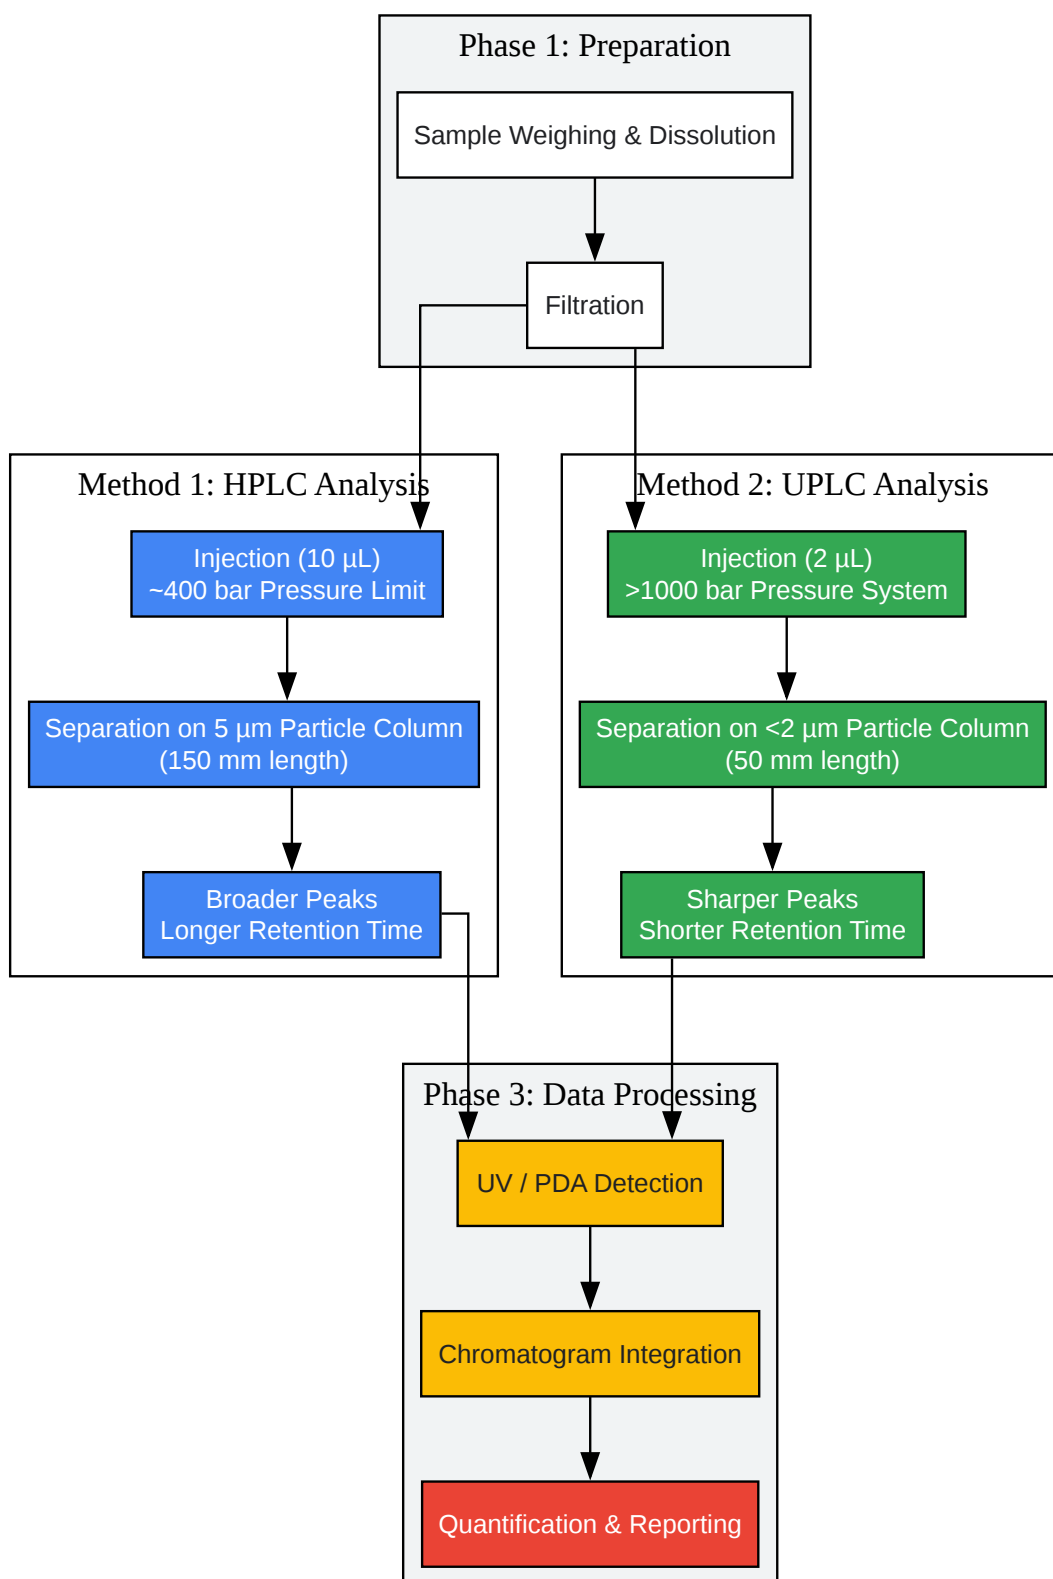 Phase 1: Preparation
Sample Weighing & Dissolution
Filtration
Method 1: HPLC Analysis
Injection (10 µL)
~400 bar Pressure Limit
Separation on 5 µm Particle Column
(150 mm length)
Broader Peaks
Longer Retention Time
Method 2: UPLC Analysis
Injection (2 µL)
>1000 bar Pressure System
Separation on <2 µm Particle Column
(50 mm length)
Sharper Peaks
Shorter Retention Time
Phase 3: Data Processing
UV / PDA Detection
Chromatogram Integration
Quantification & Reporting